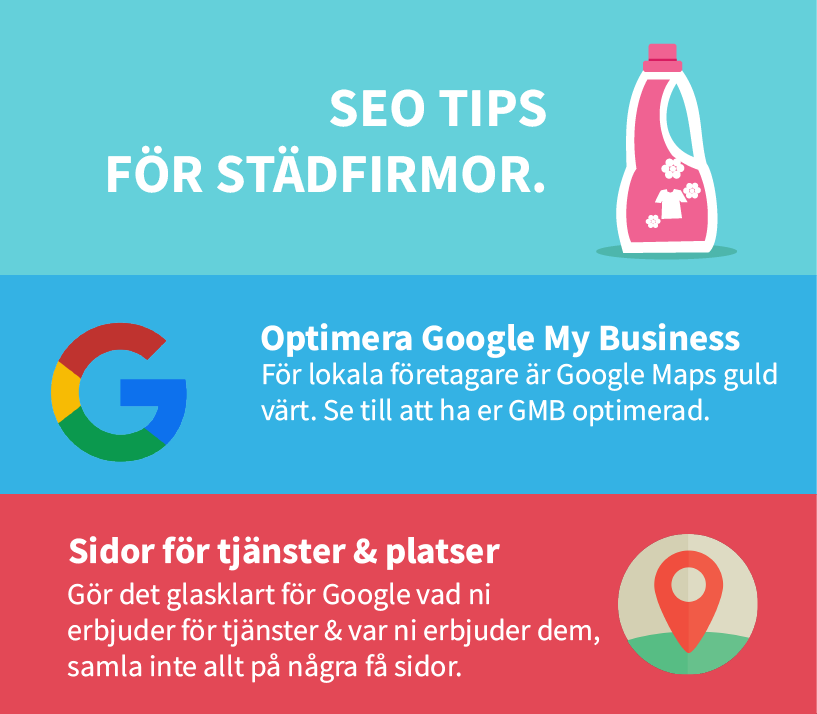 SEO TIPS
FÖR STÄDFIRMOR.
Optimera Google My Business
För lokala företagare är Google Maps guld
värt. Se till att ha er GMB optimerad.
Sidor för tjänster & platser
Gör det glasklart för Google vad ni
erbjuder för tjänster & var ni erbjuder dem,
samla inte allt på några få sidor.